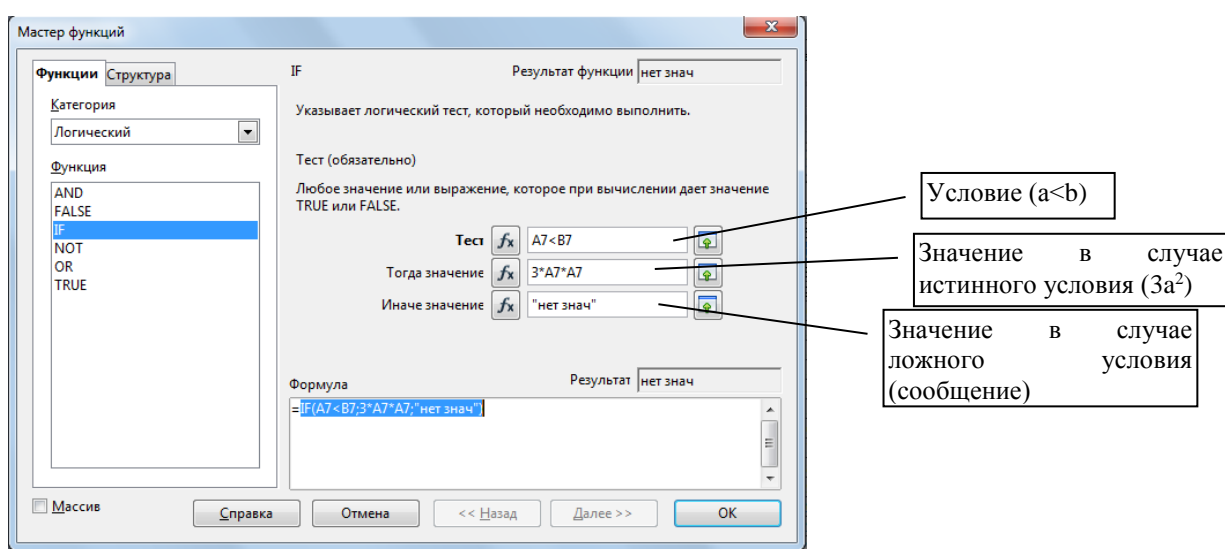 Мастер функций
Функции Структура
IF
Результат функции нет знач
Категория
Логический
Указывает логический тест, который необходимо выполнить.
Функция
AND
FALSE
IF
NOT
OR
TRUE
Тест (обязательно)
Любое значение или выражение, которое при вычислении дает значение
TRUE или FALSE.
Тест fx A7<B7
Тогда значение fx 3*A7*A7
Иначе значение fx "нет знач"
Формула
Результат нет знач
=IF(A7<B7;3*A7*A7;"нет знач")
Массив
Справка
Отмена
<< Назад
Далее >>
OK
Условие (a<b)
Значение в случае
истинного условия (3a²)
Значение в случае
ложного условия
(сообщение)